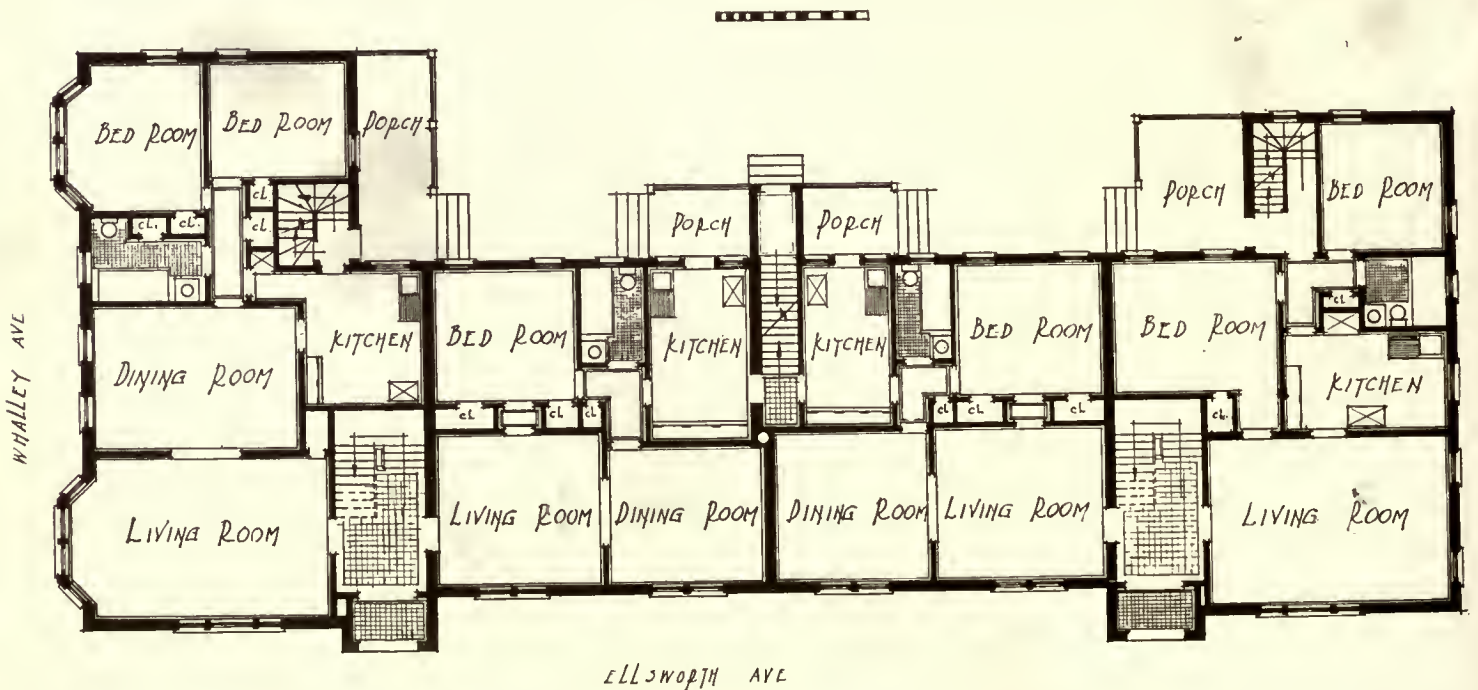 BED ROOM
BED ROOM
PORCH
CL.
CL.
CL.
CL.
PORCH
PORCH
PORCH
BED ROOM
WHALLEY AVE
DINING ROOM
KITCHEN
BED ROOM
KITCHEN
KITCHEN
BED ROOM
BED ROOM
CL
KITCHEN
CL
CL
CL
CL
CL
CL
CL.
LIVING ROOM
LIVING ROOM
DINING ROOM
DINING ROOM
LIVING ROOM
LIVING ROOM
ELLSWORTH AVE